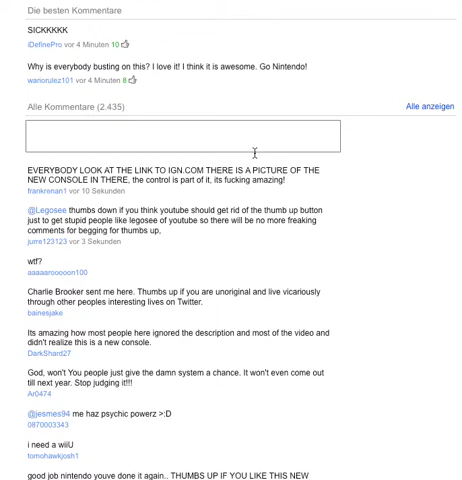 Die besten Kommentare
SICKKKKK
iDefinePro vor 4 Minuten 10
Why is everybody busting on this? I love it! I think it is awesome. Go Nintendo!
wariorulez101 vor 4 Minuten 8
Alle Kommentare (2.435)
Alle anzeigen
EVERYBODY LOOK AT THE LINK TO IGN.COM THERE IS A PICTURE OF THE
NEW CONSOLE IN THERE, the control is part of it, its fucking amazing!
frankrenan1 vor 10 Sekunden
@Legosee thumbs down if you think youtube should get rid of the thumb up button
just to get stupid people like legosee of youtube so there will be no more freaking
comments for begging for thumbs up,
jurre123123 vor 3 Sekunden
wtf?
aaaaarooooon100
Charlie Brooker sent me here. Thumbs up if you are unoriginal and live vicariously
through other peoples interesting lives on Twitter.
bainesjake
Its amazing how most people here ignored the description and most of the video and
didn't realize this is a new console.
DarkShard27
God, won't You people just give the damn system a chance. It won't even come out
till next year. Stop judging it!!!
Ar0474
@jesmes94 me haz psychic powerz >:D
0870003343
i need a wiiU
tomohawkjosh1
good job nintendo youve done it again.. THUMBS UP IF YOU LIKE THIS NEW